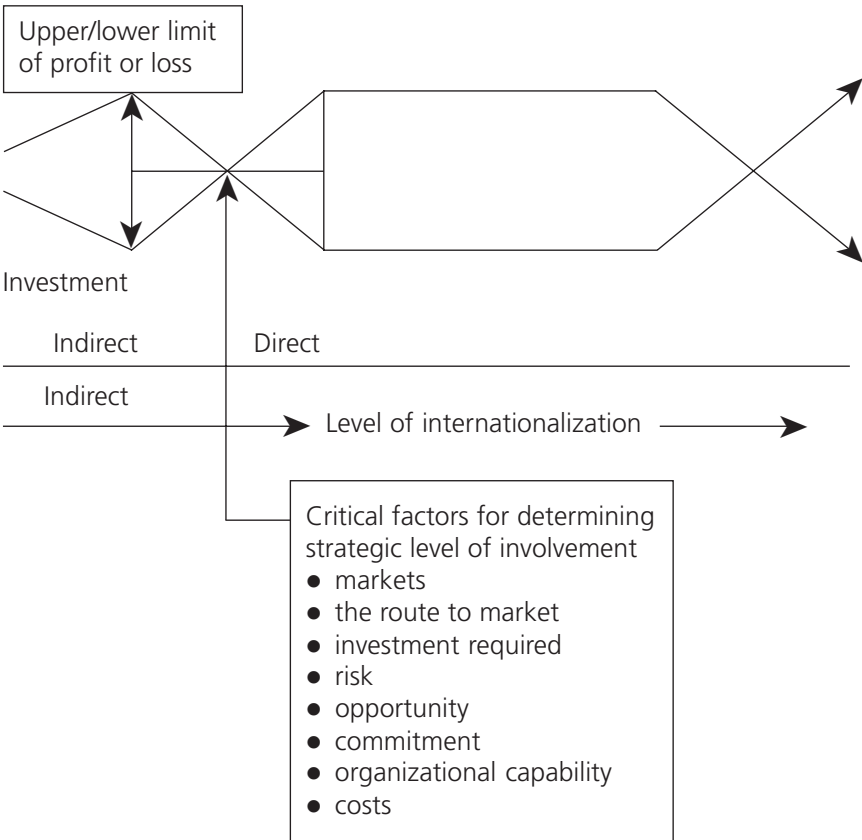 Upper/lower limit
of profit or loss
Investment
Indirect
Direct
Indirect
Level of internationalization
Critical factors for determining
strategic level of involvement
● markets
● the route to market
● investment required
● risk
● opportunity
● commitment
● organizational capability
● costs